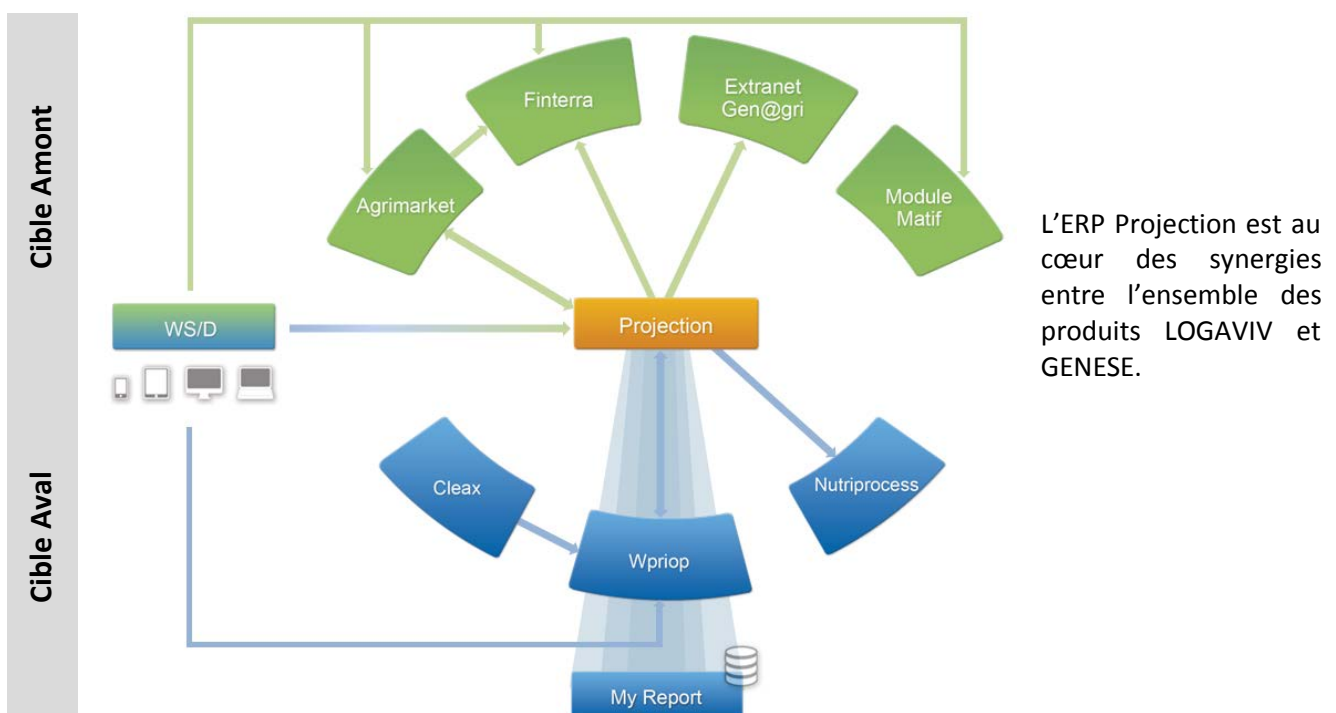 Cible Amont
Finterra
Extranet
Gen@gri
Agrimarket
Module
Matif
L’ERP Projection est au
cœur des synergies
entre l’ensemble des
produits LOGAVIV et
GENESE.
WS/D
Projection
Cible Aval
Cleax
Nutriprocess
Wpriop
My Report